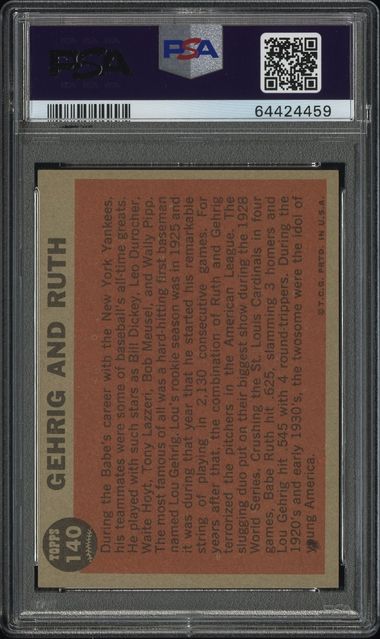 PSA
PSA
64424459
TOPPS
140
GEHRIG AND RUTH
During the Babe's career with the New York Yankees,
his teammates were some of baseball's all-time greats.
He played with such stars as Bill Dickey, Leo Durocher,
Waite Hoyt, Tony Lazzeri, Bob Meusel, and Wally Pipp.
The most famous of all was a hard-hitting first baseman
named Lou Gehrig. Lou's rookie season was in 1925 and
it was during that year that he started his remarkable
string of playing in 2,130 consecutive games. For
years after that, the combination of Ruth and Gehrig
terrorized the pitchers in the American League. The
slugging duo put on their biggest show during the 1928
World Series. Crushing the St. Louis Cardinals in four
games, Babe Ruth hit .625, slamming 3 homers and
Lou Gehrig hit .545 with 4 round-trippers. During the
1920's and early 1930's, the twosome were the idol of
young America.
© T.C.G. PRTD. IN U.S.A.